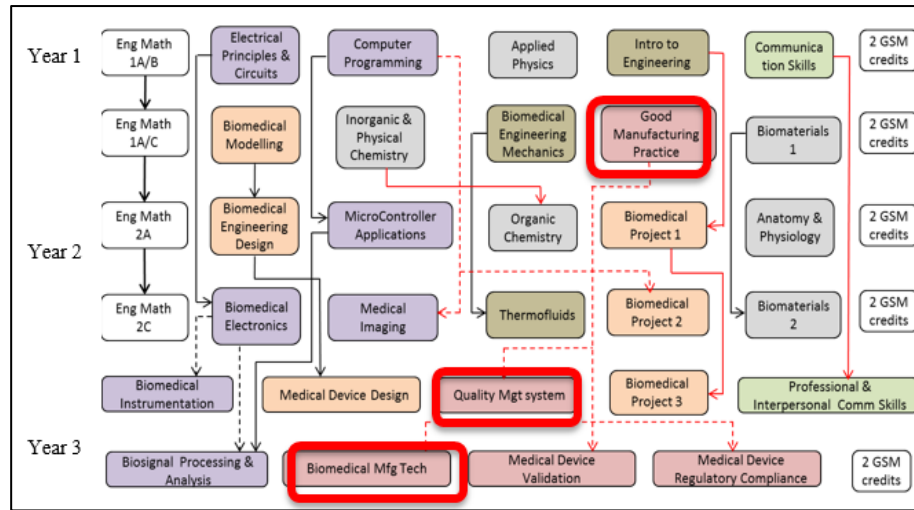 Year 1
Eng Math
1A/B
Electrical
Principles &
Circuits
Computer
Programming
Applied
Physics
Intro to
Engineering
Communica
tion Skills
2 GSM
credits
Eng Math
1A/C
Biomedical
Modelling
Inorganic &
Physical
Chemistry
Biomedical
Engineering
Mechanics
Good
Manufacturing
Practice
Biomaterials
1
2 GSM
credits
Year 2
Eng Math
2A
Biomedical
Engineering
Design
MicroController
Applications
Organic
Chemistry
Biomedical
Project 1
Anatomy &
Physiology
2 GSM
credits
Eng Math
2C
Biomedical
Electronics
Medical
Imaging
Thermofluids
Biomedical
Project 2
Biomaterials
2
2 GSM
credits
Biomedical
Instrumentation
Medical Device Design
Quality Mgt system
Biomedical
Project 3
Professional &
Interpersonal Comm Skills
Year 3
Biosignal Processing &
Analysis
Biomedical Mfg Tech
Medical Device
Validation
Medical Device
Regulatory Compliance
2 GSM
credits